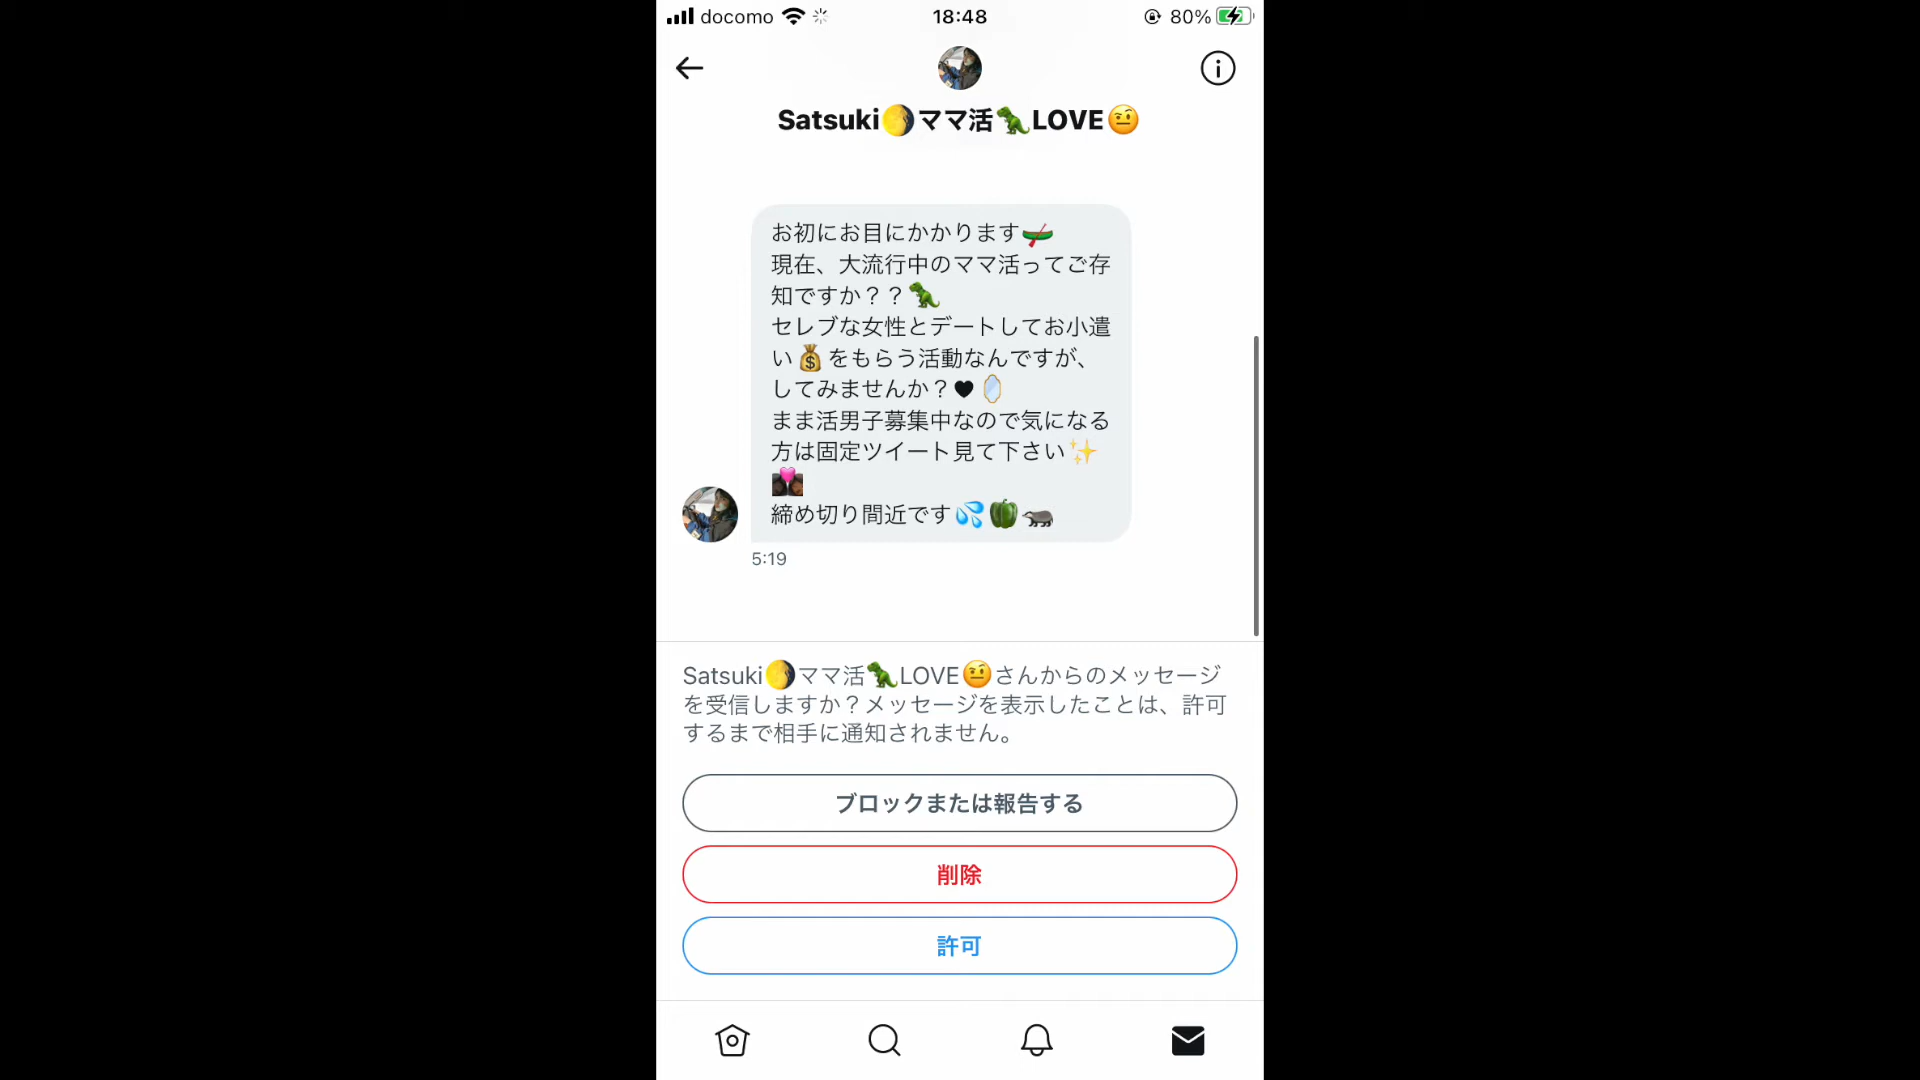 docomo 18:48 80%
Satsuki🌖ママ活🦖LOVE🤨
お初にお目にかかります🛶
現在、大流行中のママ活ってご存
知ですか？？🦖
セレブな女性とデートしてお小遣
い💰をもらう活動なんですが、
してみませんか？🖤🪞
まま活男子募集中なので気になる
方は固定ツイート見て下さい✨
👩🏿‍❤️‍👨🏿
締め切り間近です💦🫑🦡
5:19
Satsuki🌖ママ活🦖LOVE🤨さんからのメッセージ
を受信しますか？メッセージを表示したことは、許可
するまで相手に通知されません。
ブロックまたは報告する
削除
許可